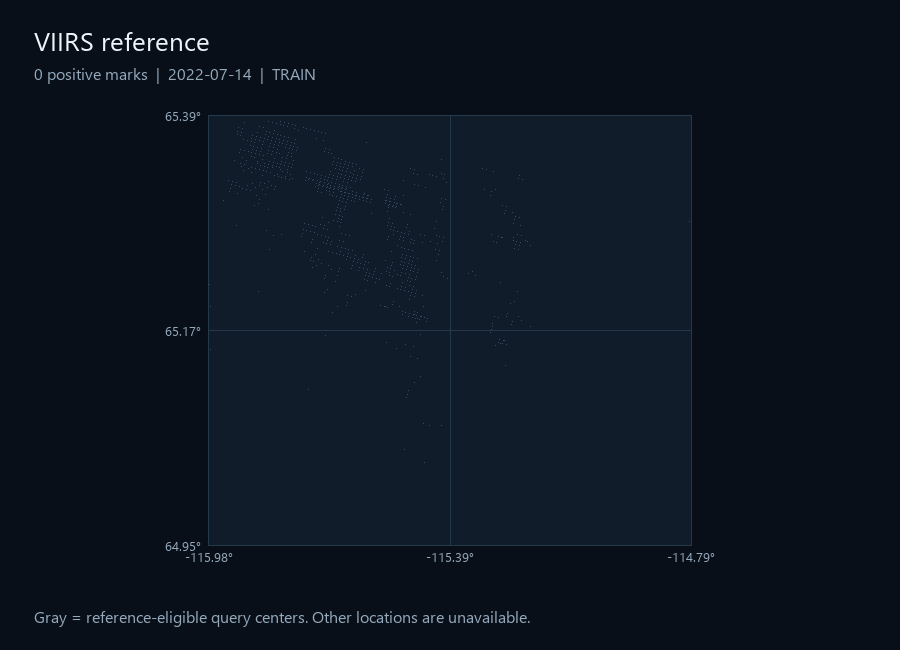 VIIRS reference
0 positive marks | 2022-07-14 | TRAIN
65.39°
65.17°
64.95°
-115.98°
-115.39°
-114.79°
Gray = reference-eligible query centers. Other locations are unavailable.